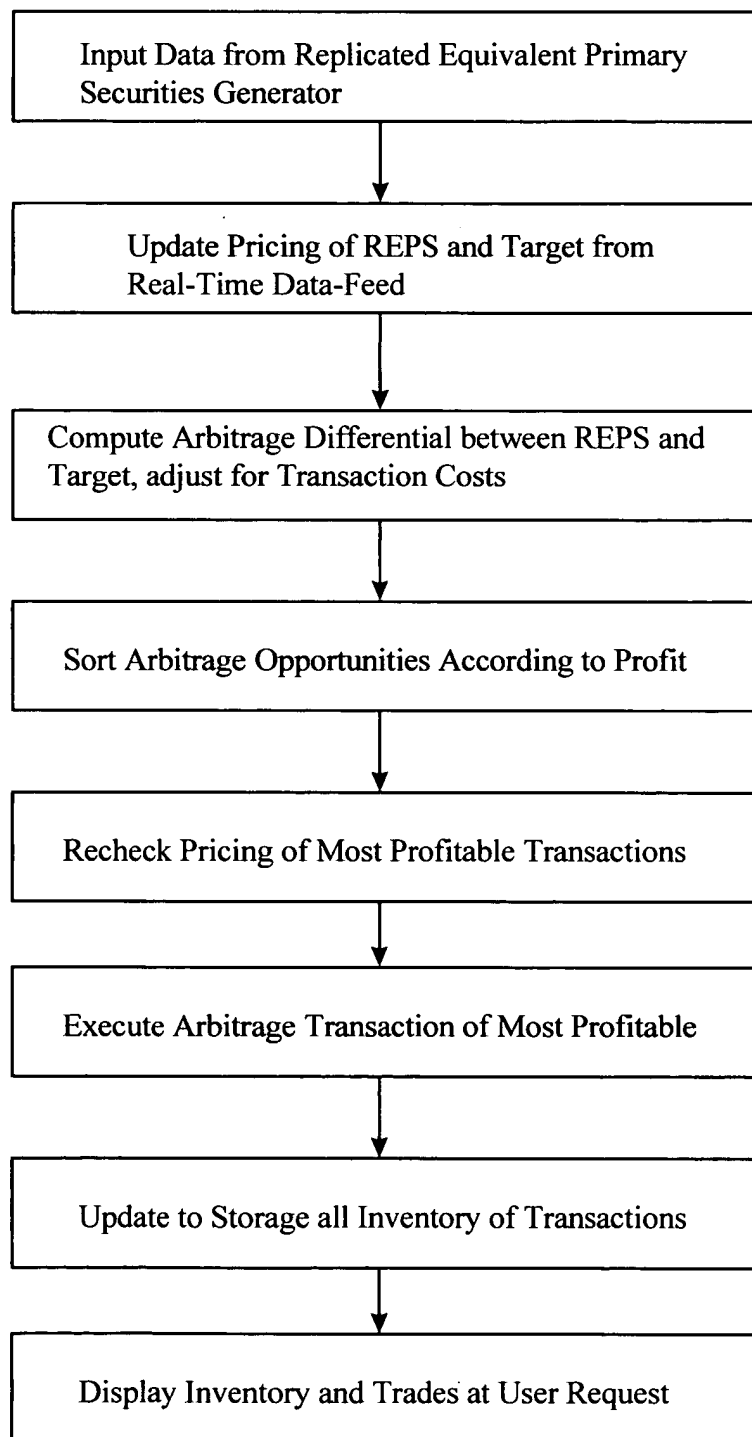 Input Data from Replicated Equivalent Primary
Securities Generator
Update Pricing of REPS and Target from
Real-Time Data-Feed
Compute Arbitrage Differential between REPS and
Target, adjust for Transaction Costs
Sort Arbitrage Opportunities According to Profit
Recheck Pricing of Most Profitable Transactions
Execute Arbitrage Transaction of Most Profitable
Update to Storage all Inventory of Transactions
Display Inventory and Trades at User Request